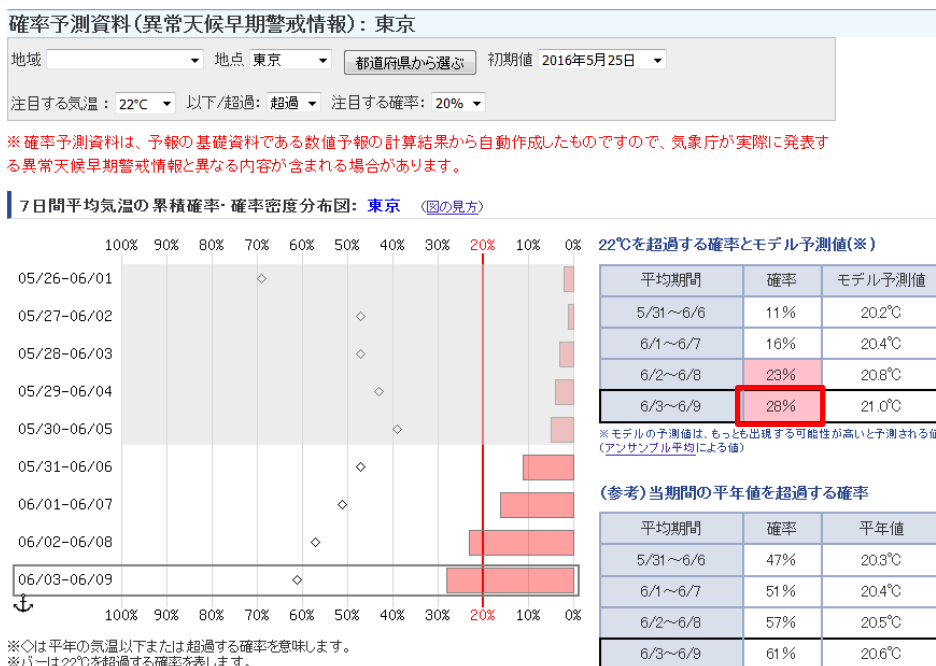 確率予測資料(異常天候早期警戒情報): 東京
地域 地点 東京 都道府県から選ぶ 初期値 2016年5月25日
注目する気温: 22℃ 以下/超過: 超過 注目する確率: 20%
※確率予測資料は、予報の基礎資料である数値予報の計算結果から自動作成したものですので、気象庁が実際に発表す
る異常天候早期警戒情報と異なる内容が含まれる場合があります。
7日間平均気温の累積確率・確率密度分布図: 東京 (図の見方)
100% 90% 80% 70% 60% 50% 40% 30% 20% 10% 0%
05/26-06/01
05/27-06/02
05/28-06/03
05/29-06/04
05/30-06/05
05/31-06/06
06/01-06/07
06/02-06/08
06/03-06/09
100% 90% 80% 70% 60% 50% 40% 30% 20% 10% 0%
※◇は平年の気温以下または超過する確率を意味します。
※バーは22℃を超過する確率を表します。
22℃を超過する確率とモデル予測値(※)
平均期間 確率 モデル予測値
5/31～6/6 11% 20.2℃
6/1～6/7 16% 20.4℃
6/2～6/8 23% 20.8℃
6/3～6/9 28% 21.0℃
※モデルの予測値は、もっとも出現する可能性が高いと予測される値
(アンサンブル平均による値)
(参考)当期間の平年値を超過する確率
平均期間 確率 平年値
5/31～6/6 47% 20.3℃
6/1～6/7 51% 20.4℃
6/2～6/8 57% 20.5℃
6/3～6/9 61% 20.6℃